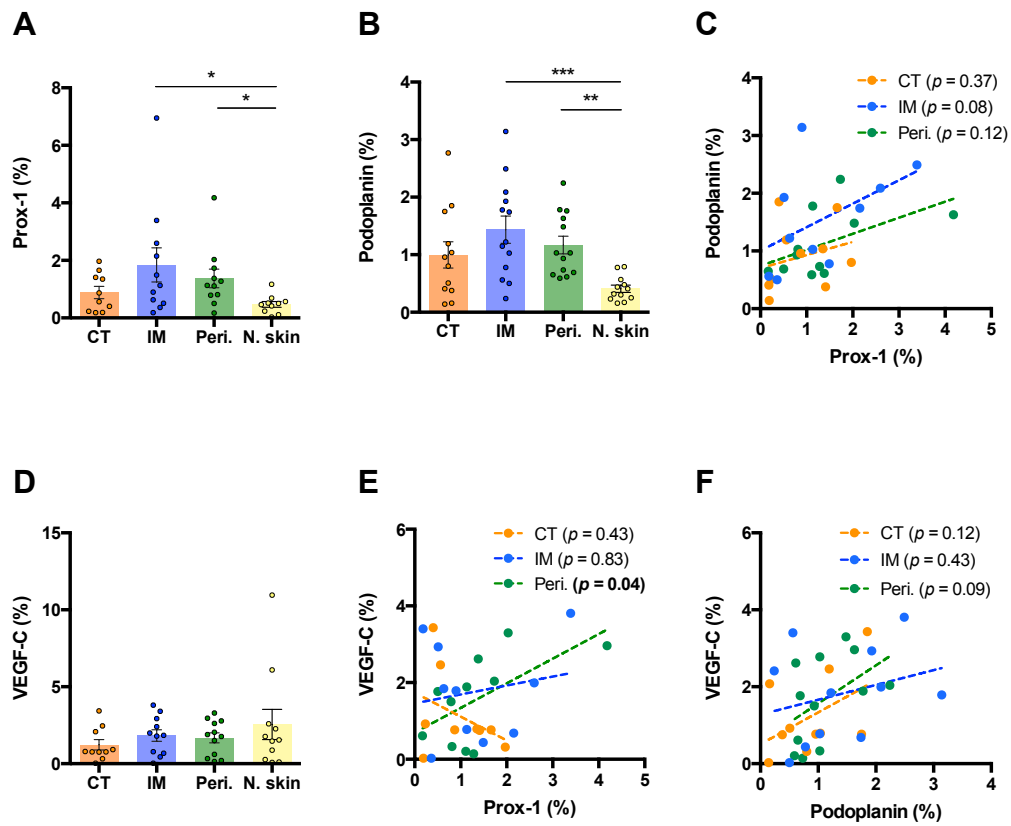 A
Prox-1 (%)
8
6
4
2
0
*
*
CT IM Peri. N. skin
B
Podoplanin (%)
4
3
2
1
0
***
**
CT IM Peri. N. skin
C
Podoplanin (%)
4
3
2
1
0
CT (p = 0.37)
IM (p = 0.08)
Peri. (p = 0.12)
0 1 2 3 4 5
Prox-1 (%)
D
VEGF-C (%)
15
10
5
0
CT IM Peri. N. skin
E
VEGF-C (%)
6
4
2
0
CT (p = 0.43)
IM (p = 0.83)
Peri. (p = 0.04)
0 1 2 3 4 5
Prox-1 (%)
F
VEGF-C (%)
6
4
2
0
CT (p = 0.12)
IM (p = 0.43)
Peri. (p = 0.09)
0 1 2 3 4
Podoplanin (%)